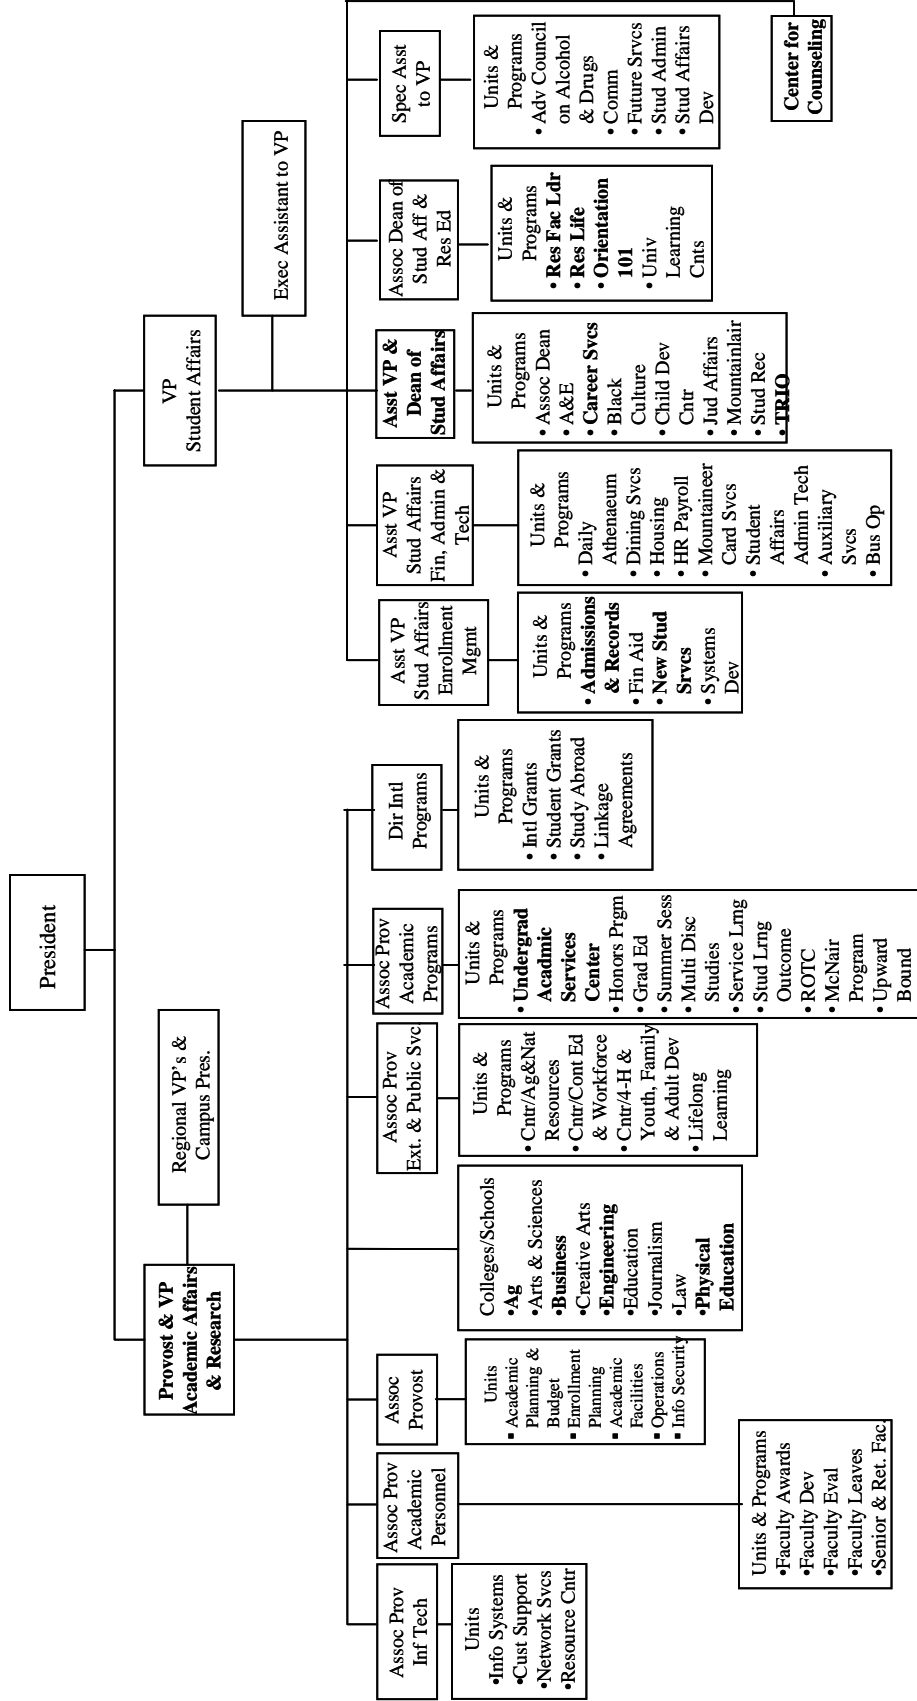 President
Provost & VP
Academic Affairs
& Research
Regional VP's &
Campus Pres.
VP
Student Affairs
Exec Assistant to VP
Assoc Prov
Inf Tech
Units
•Info Systems
•Cust Support
•Network Svcs
•Resource Cntr
Assoc Prov
Academic
Personnel
Units & Programs
•Faculty Awards
•Faculty Dev
•Faculty Eval
•Faculty Leaves
•Senior & Ret. Fac.
Assoc
Provost
Units
▪ Academic
Planning &
Budget
▪ Enrollment
Planning
▪ Academic
Facilities
▪ Operations
▪ Info Security
Colleges/Schools
•Ag
•Arts & Sciences
•Business
•Creative Arts
•Engineering
•Education
•Journalism
•Law
•Physical
Education
Assoc Prov
Ext. & Public Svc.
Units &
Programs
•Cntr/Ag&Nat
Resources
•Cntr/Cont Ed
& Workforce
•Cntr/4-H &
Youth, Family
& Adult Dev
•Lifelong
Learning
Assoc Prov
Academic
Programs
Units &
Programs
• Undergrad
Acadmic
Services
Center
• Honors Prgm
• Grad Ed
• Summer Sess
• Multi Disc
Studies
• Service Lrng
• Stud Lrng
Outcome
• ROTC
• McNair
Program
• Upward
Bound
Dir Intl
Programs
Units &
Programs
• Intl Grants
• Student Grants
• Study Abroad
• Linkage
Agreements
Asst VP
Stud Affairs
Enrollment
Mgmt
Units &
Programs
• Admissions
& Records
• Fin Aid
• New Stud
Srvcs
• Systems
Dev
Asst VP
Stud Affairs
Fin, Admin &
Tech
Units &
Programs
• Daily
Athenaeum
• Dining Svcs
• Housing
• HR Payroll
• Mountaineer
Card Svcs
• Student
Affairs
Admin Tech
• Auxiliary
Svcs
• Bus Op
Asst VP &
Dean of
Stud Affairs
Units &
Programs
• Assoc Dean
• A&E
• Career Svcs
• Black
Culture
• Child Dev
Cntr
• Jud Affairs
• Mountainlair
• Stud Rec
• TRIO
Assoc Dean of
Stud Aff &
Res Ed
Units &
Programs
• Res Fac Ldr
• Res Life
• Orientation
101
• Univ
Learning
Cnts
Spec Asst
to VP
Units &
Programs
• Adv Council
on Alcohol
& Drugs
• Comm
• Future Srvcs
• Stud Admin
• Stud Affairs
Dev
Center for
Counseling